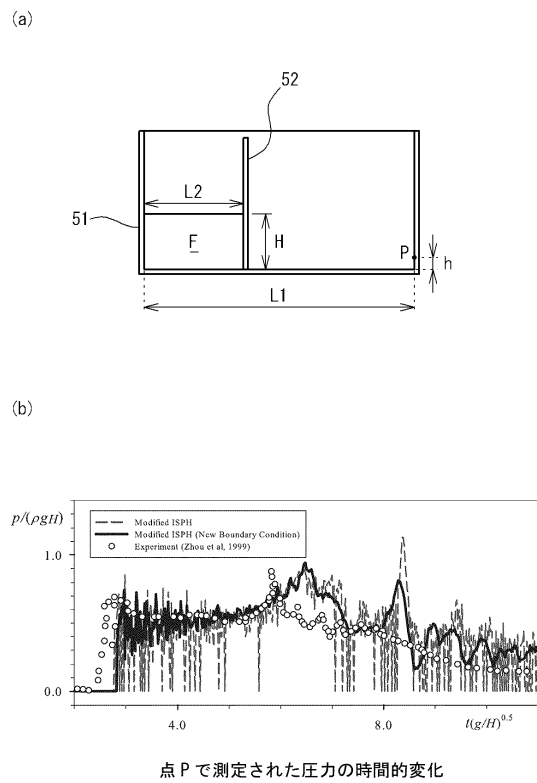 (a)
52
L2
51
F
H
P
h
L1
(b)
p/(ρgH)
Modified ISPH
Modified ISPH (New Boundary Condition)
Experiment (Zhou et al, 1999)
1.0
0.0
4.0
8.0
t(g/H)^0.5
点Pで測定された圧力の時間的変化